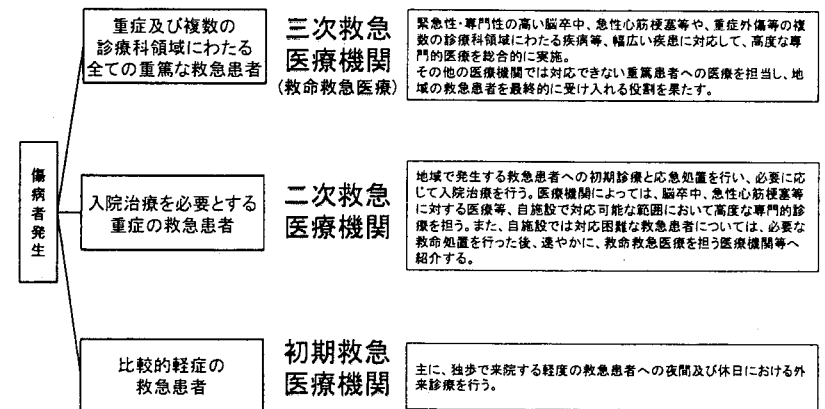 傷病者発生
重症及び複数の
診療科領域にわたる
全ての重篤な救急患者
三次救急
医療機関
(救命救急医療)
緊急性・専門性の高い脳卒中、急性心筋梗塞等や、重症外傷等の複
数の診療科領域にわたる疾病等、幅広い疾患に対応して、高度な専
門的医療を総合的に実施。
その他の医療機関では対応できない重篤患者への医療を担当し、地
域の救急患者を最終的に受け入れる役割を果たす。
入院治療を必要とする
重症の救急患者
二次救急
医療機関
地域で発生する救急患者への初期診療と応急処置を行い、必要に応
じて入院治療を行う。医療機関によっては、脳卒中、急性心筋梗塞等
に対する医療等、自施設で対応可能な範囲において高度な専門的診
療を担う。また、自施設では対応困難な救急患者については、必要な
救命処置を行った後、速やかに、救命救急医療を担う医療機関等へ
紹介する。
比較的軽症の
救急患者
初期救急
医療機関
主に、独歩で来院する軽度の救急患者への夜間及び休日における外
来診療を行う。